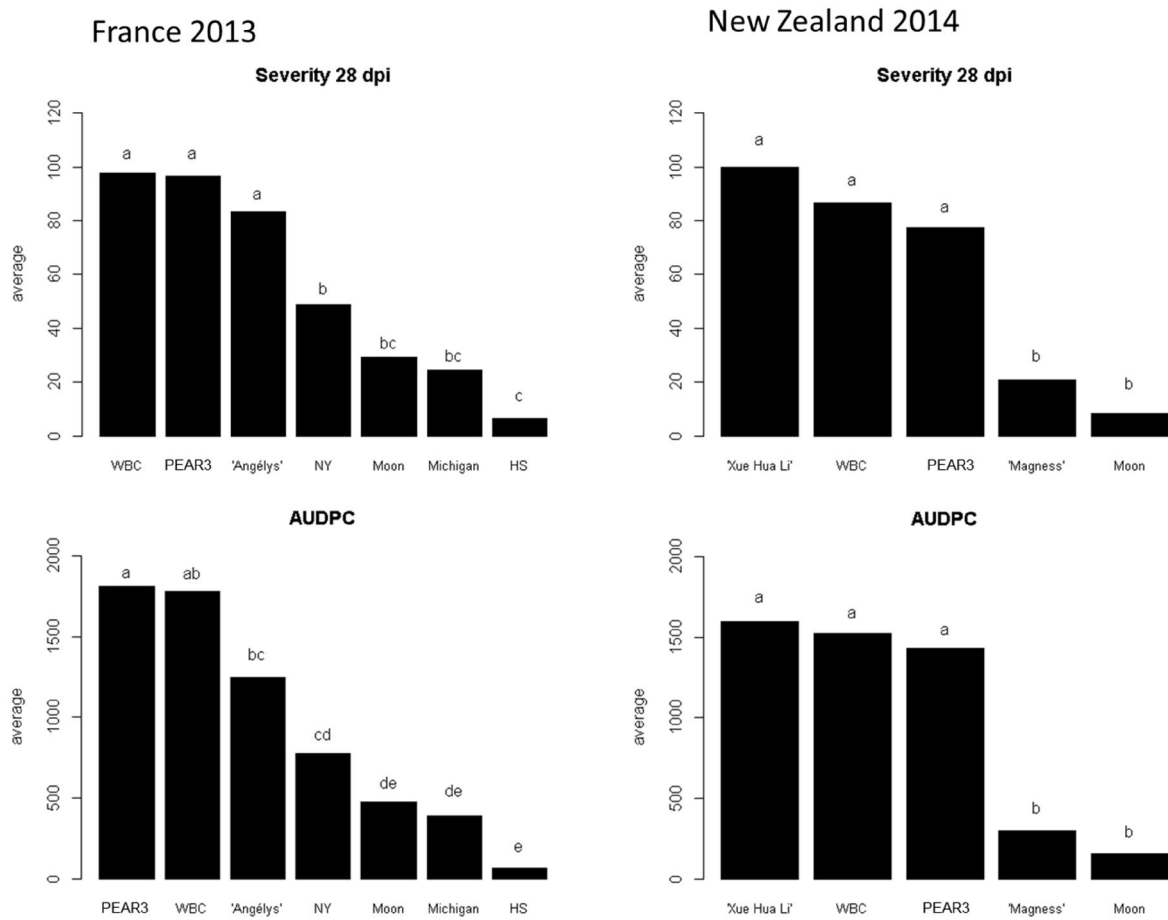 France 2013
Severity 28 dpi
average
120
100
80
60
40
20
0
a
a
a
b
bc
bc
c
WBC PEAR3 'Angélys' NY Moon Michigan HS
AUDPC
average
2000
1500
1000
500
0
a
ab
bc
cd
de
de
e
PEAR3 WBC 'Angélys' NY Moon Michigan HS
New Zealand 2014
Severity 28 dpi
average
120
100
80
60
40
20
0
a
a
a
b
b
'Xue Hua Li' WBC PEAR3 'Magness' Moon
AUDPC
average
2000
1500
1000
500
0
a
a
a
b
b
'Xue Hua Li' WBC PEAR3 'Magness' Moon